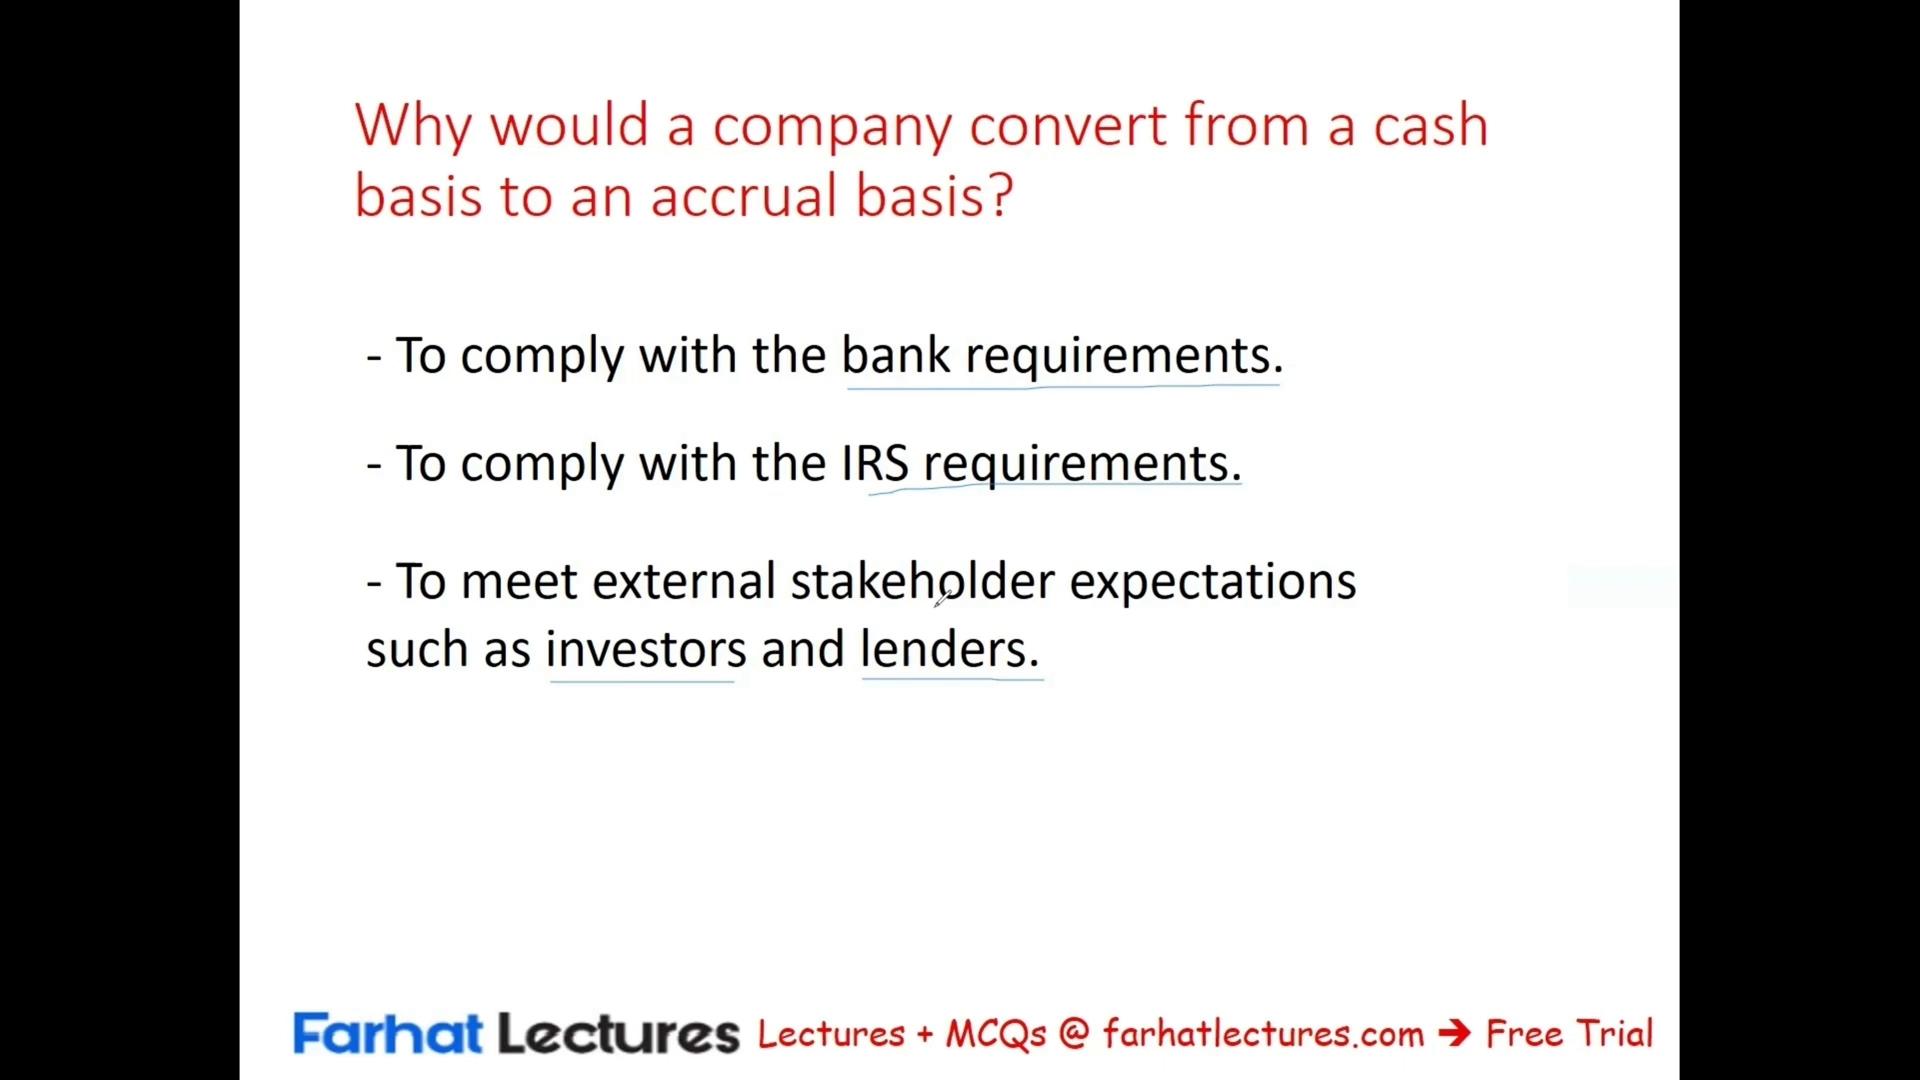 Why would a company convert from a cash
basis to an accrual basis?
- To comply with the bank requirements.
- To comply with the IRS requirements.
- To meet external stakeholder expectations
such as investors and lenders.
Farhat Lectures Lectures + MCQs @ farhatlectures.com ➔ Free Trial